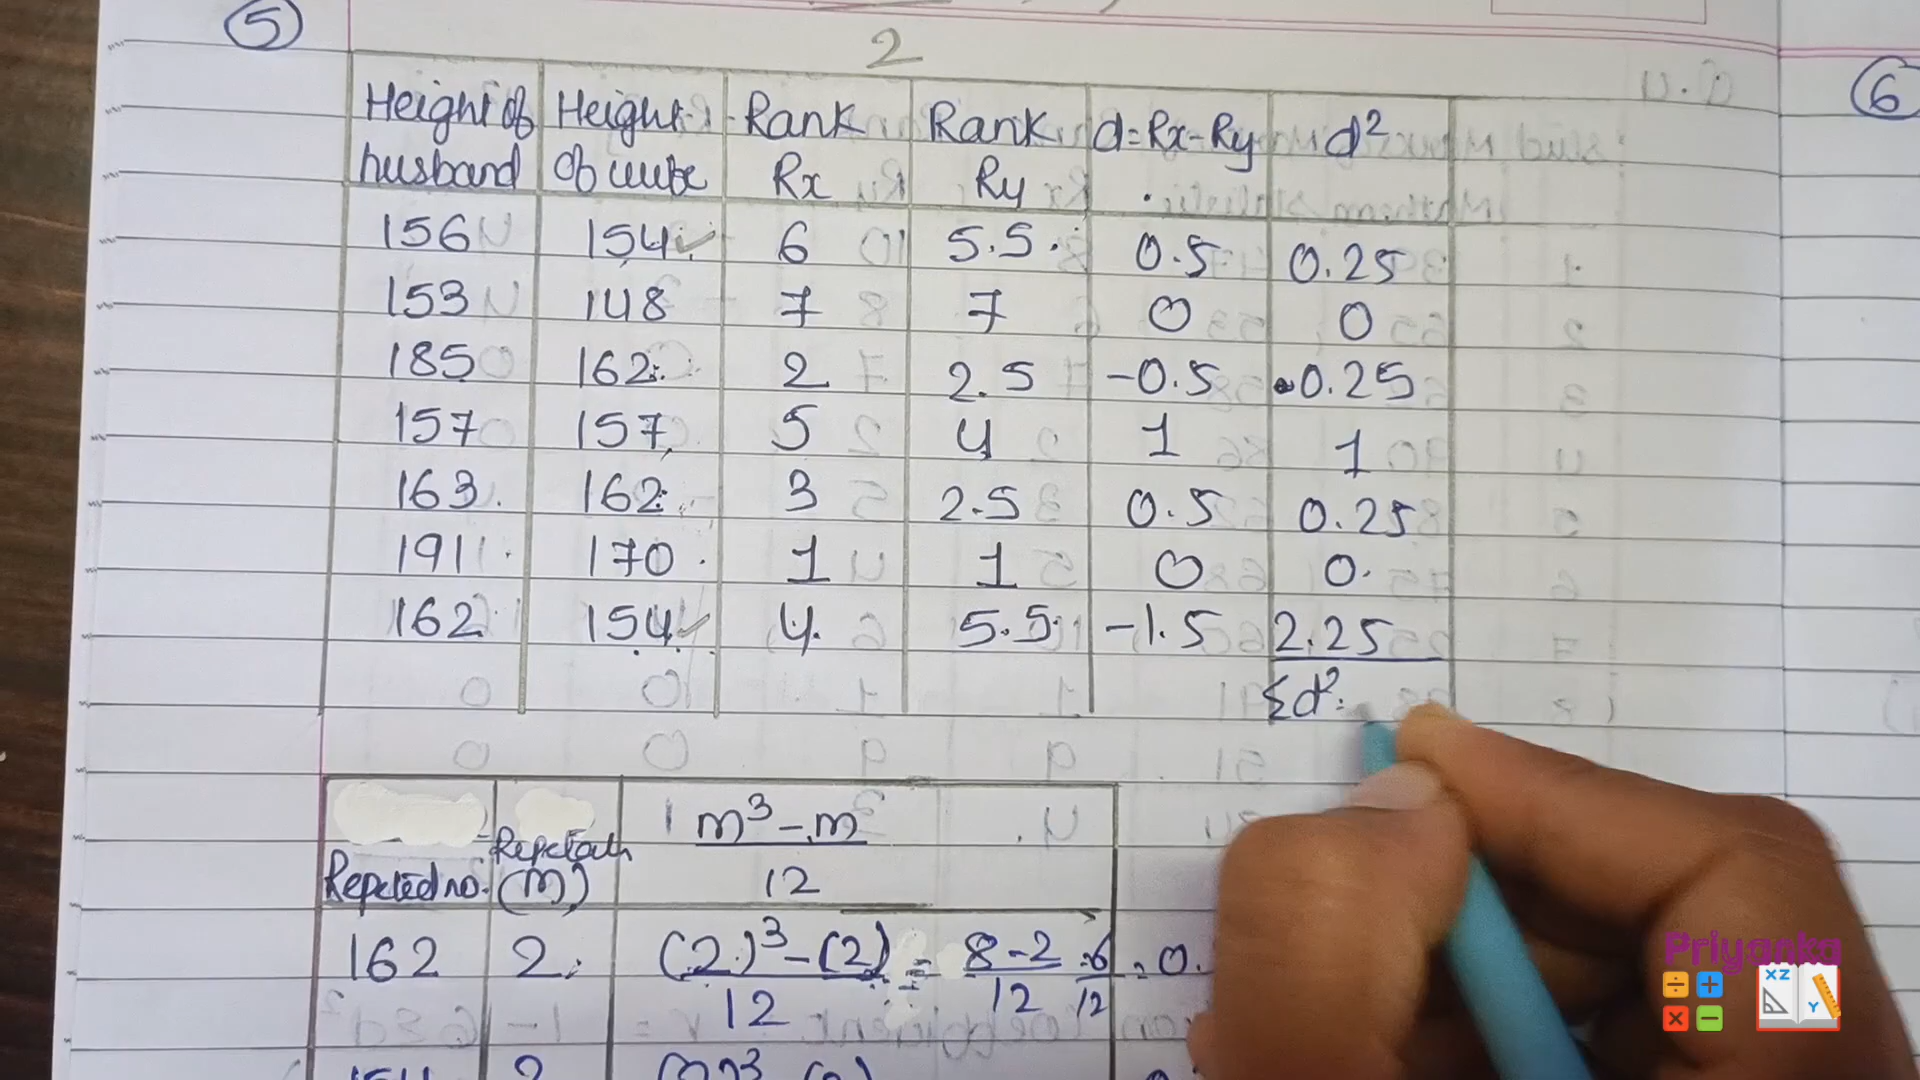 5
2
6
Height of husband Height of wife Rank Rx Rank Ry d=Rx-Ry d²
156 154 6 5.5 0.5 0.25
153 148 7 7 0 0
185 162 2 2.5 -0.5 0.25
157 157 5 4 1 1
163 162 3 2.5 0.5 0.25
191 170 1 1 0 0
162 154 4 5.5 -1.5 2.25
Σd²
Repeted no. (m) m³-m
12
162 2 (2)³-(2)/12 = 8-2/12 = 6/12 = 0.
154 2
Priyanka
XZ
Y